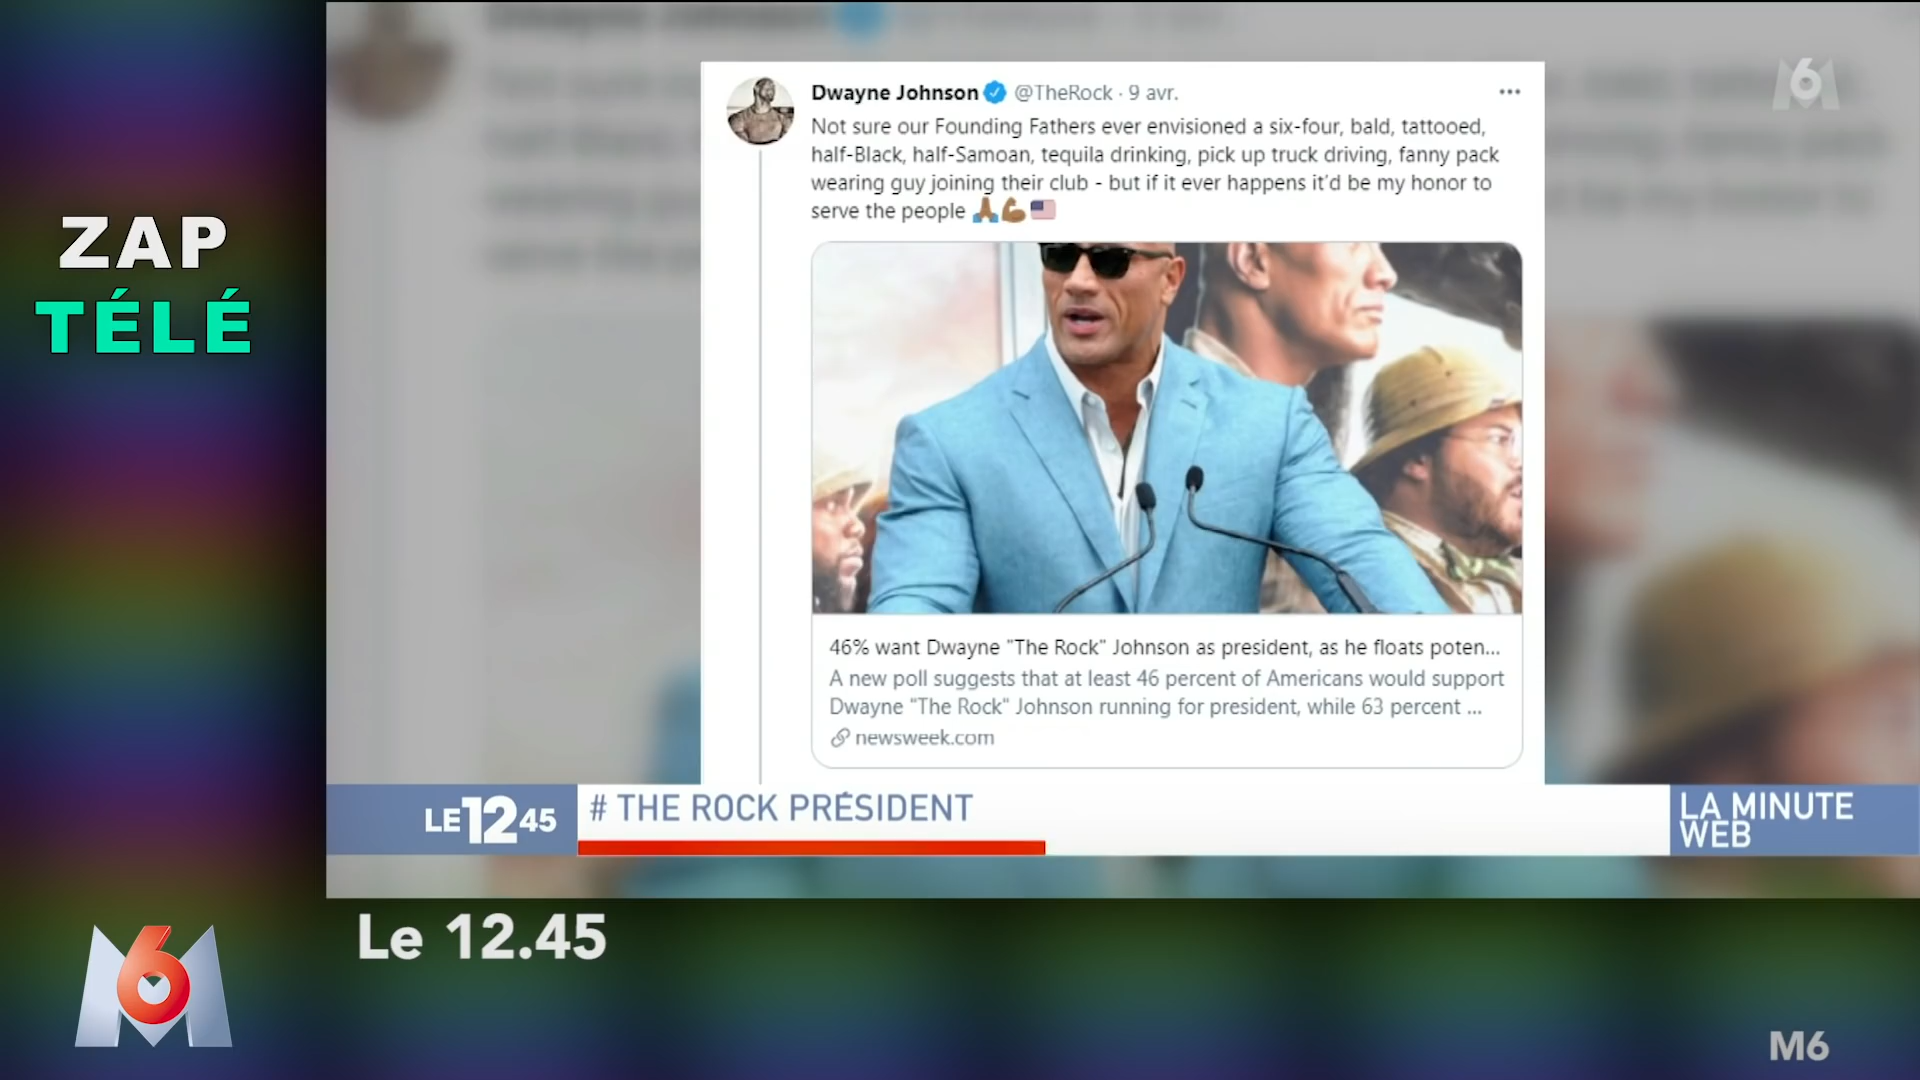 ZAP
TÉLÉ
M6
Dwayne Johnson @TheRock · 9 avr.
Not sure our Founding Fathers ever envisioned a six-four, bald, tattooed,
half-Black, half-Samoan, tequila drinking, pick up truck driving, fanny pack
wearing guy joining their club - but if it ever happens it'd be my honor to
serve the people 🙏🏾💪🏾🇺🇸
46% want Dwayne "The Rock" Johnson as president, as he floats poten...
A new poll suggests that at least 46 percent of Americans would support
Dwayne "The Rock" Johnson running for president, while 63 percent ...
newsweek.com
LE 12 45
# THE ROCK PRÉSIDENT
LA MINUTE
WEB
Le 12.45
M6
M6